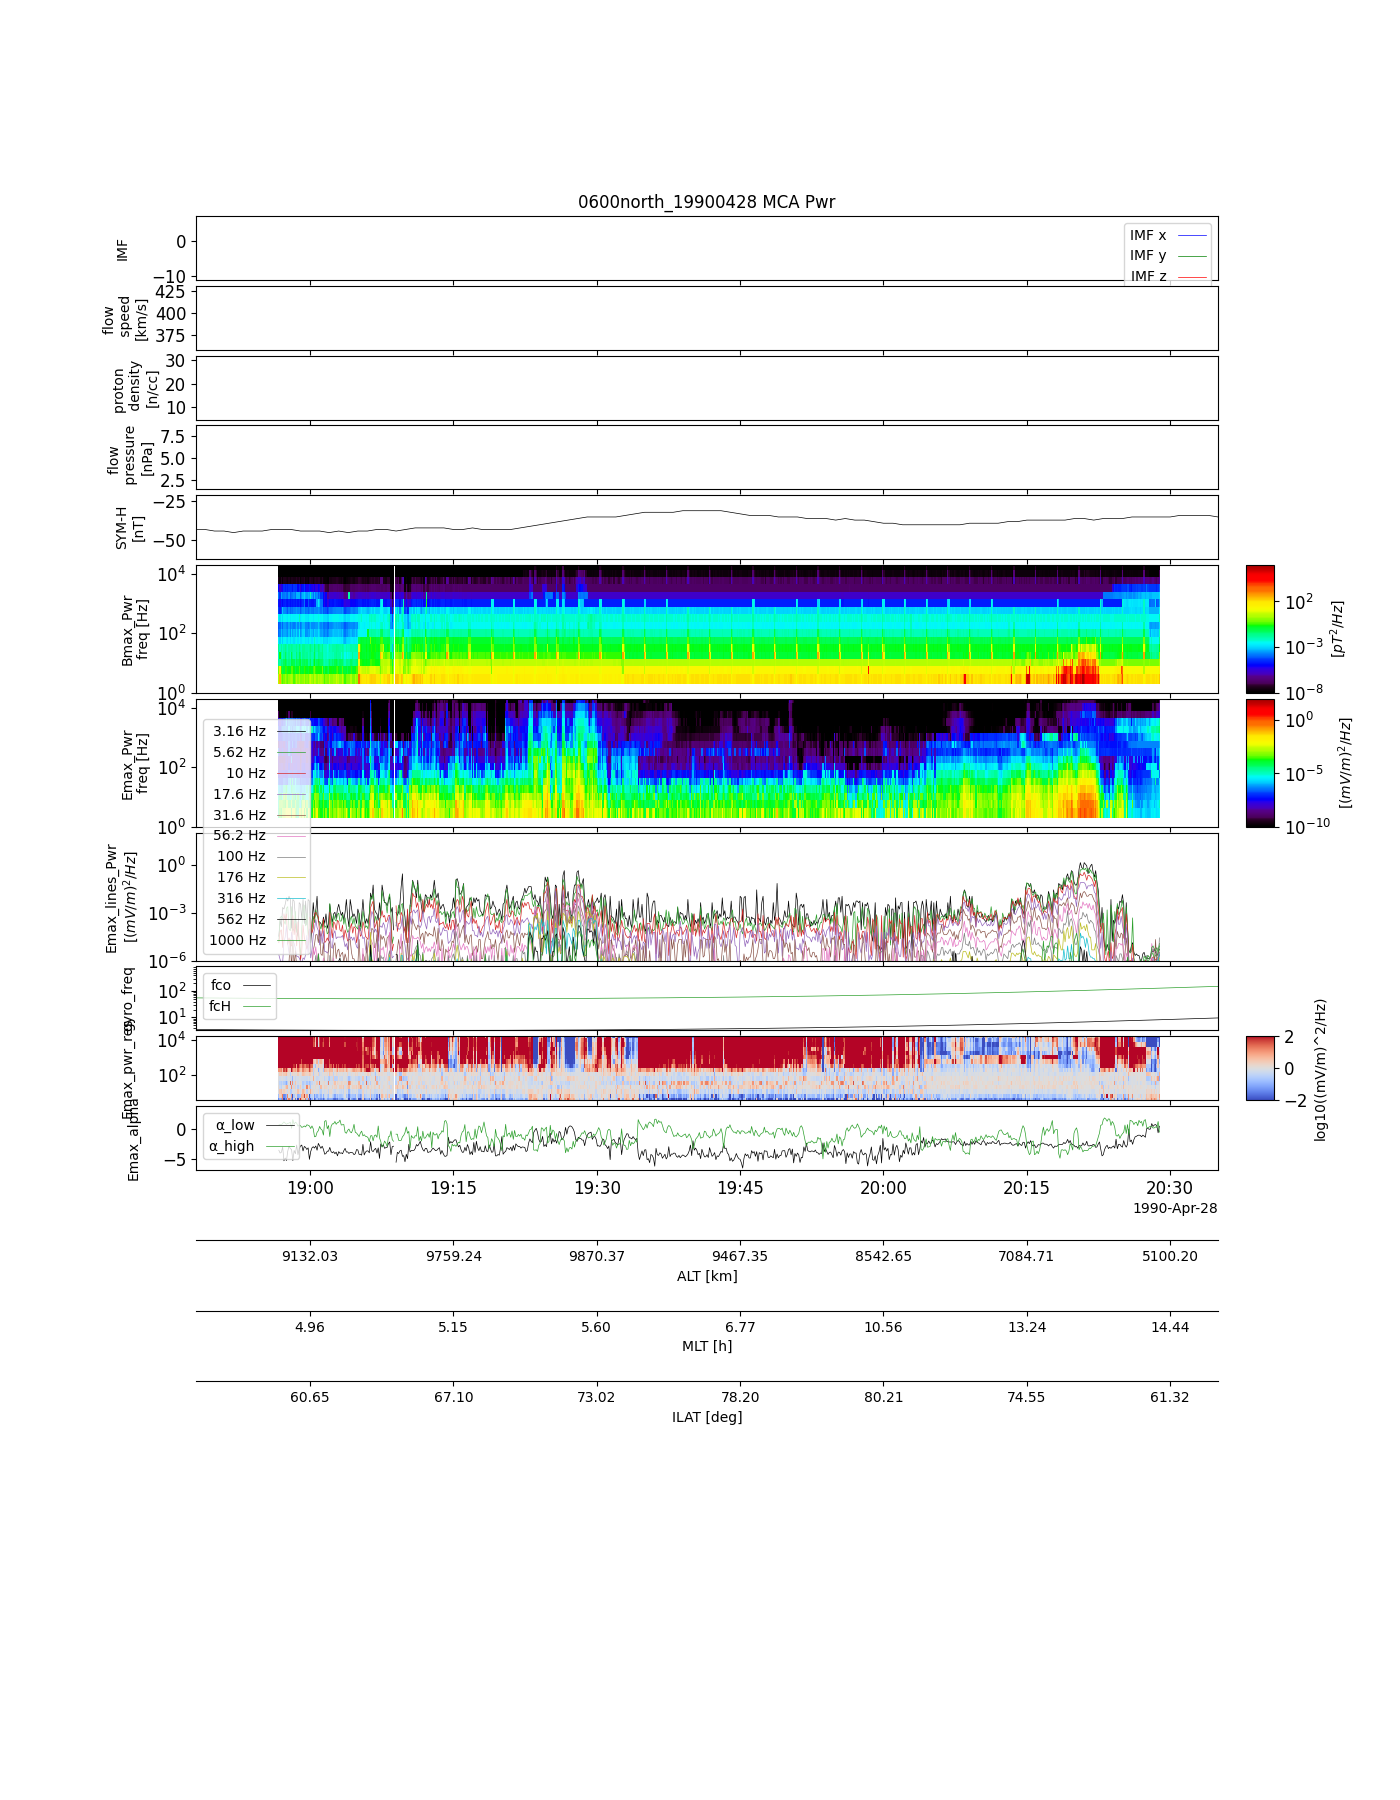 0600north_19900428 MCA Pwr
IMF
0
−10
IMF x
IMF y
IMF z
flow
speed
[km/s]
425
400
375
proton
density
[n/cc]
30
20
10
flow
pressure
[nPa]
7.5
5.0
2.5
SYM-H
[nT]
−25
−50
Bmax_Pwr
freq [Hz]
10^4
10^2
10^0
10^2
10^−3
10^−8
[pT^2/Hz]
Emax_Pwr
freq [Hz]
10^4
10^2
10^0
10^0
10^−5
10^−10
[(mV/m)^2/Hz]
3.16 Hz
5.62 Hz
10 Hz
17.6 Hz
31.6 Hz
56.2 Hz
100 Hz
176 Hz
316 Hz
562 Hz
1000 Hz
Emax_lines_Pwr
[(mV/m)^2/Hz]
10^0
10^−3
10^−6
gyro_freq
10^2
10^1
fco
fcH
Emax_pwr_reg
10^4
10^2
2
0
−2
log10((mV/m)^2/Hz)
Emax_alpha
0
−5
α_low
α_high
19:00 19:15 19:30 19:45 20:00 20:15 20:30
1990-Apr-28
9132.03 9759.24 9870.37 9467.35 8542.65 7084.71 5100.20
ALT [km]
4.96 5.15 5.60 6.77 10.56 13.24 14.44
MLT [h]
60.65 67.10 73.02 78.20 80.21 74.55 61.32
ILAT [deg]